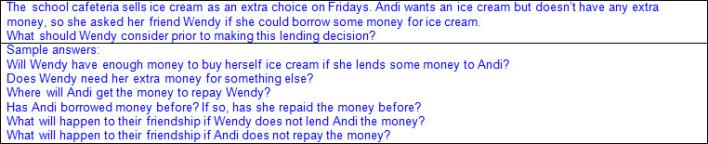 The school cafeteria sells ice cream as an extra choice on Fridays. Andi wants an ice cream but doesn't have any extra
money, so she asked her friend Wendy if she could borrow some money for ice cream.
What should Wendy consider prior to making this lending decision?
Sample answers:
Will Wendy have enough money to buy herself ice cream if she lends some money to Andi?
Does Wendy need her extra money for something else?
Where will Andi get the money to repay Wendy?
Has Andi borrowed money before? If so, has she repaid the money before?
What will happen to their friendship if Wendy does not lend Andi the money?
What will happen to their friendship if Andi does not repay the money?